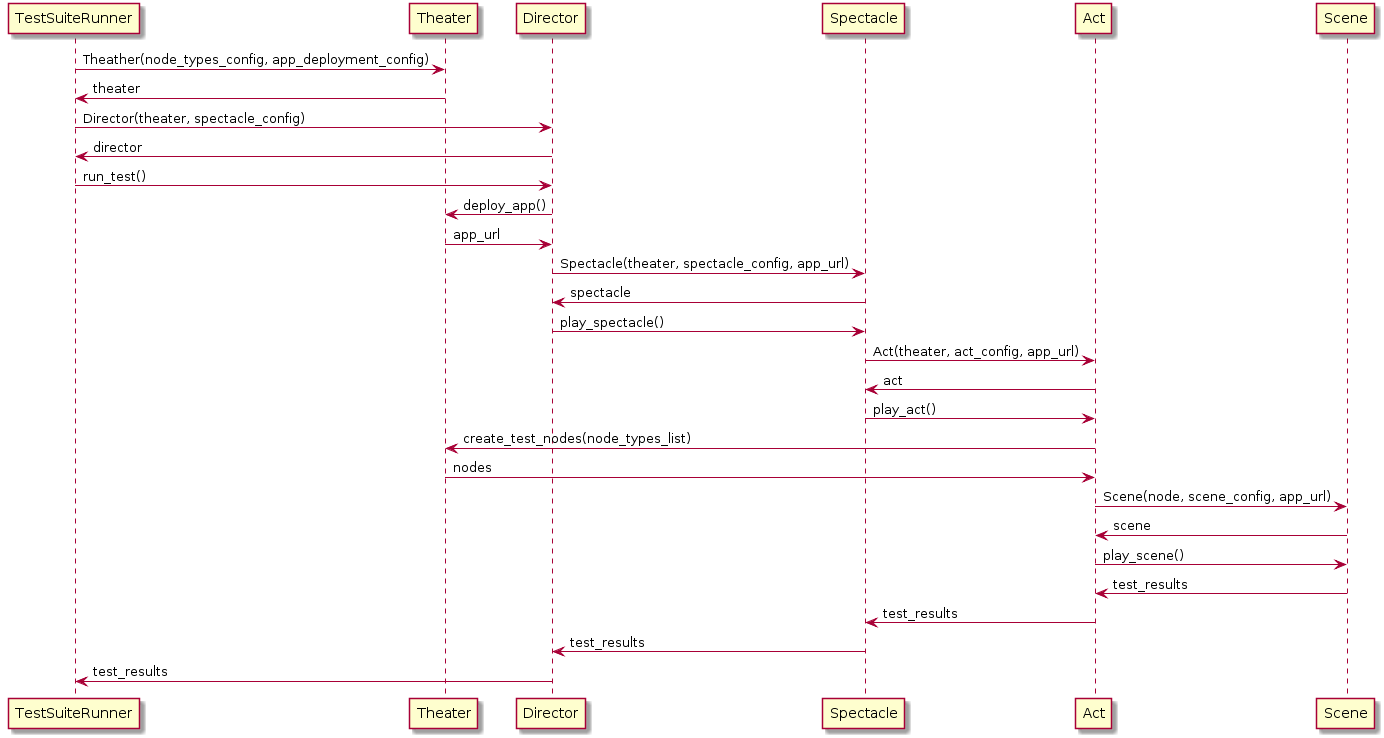 TestSuiteRunner Theater Director Spectacle Act Scene
Theather(node_types_config, app_deployment_config)
theater
Director(theater, spectacle_config)
director
run_test()
deploy_app()
app_url
Spectacle(theater, spectacle_config, app_url)
spectacle
play_spectacle()
Act(theater, act_config, app_url)
act
play_act()
create_test_nodes(node_types_list)
nodes
Scene(node, scene_config, app_url)
scene
play_scene()
test_results
test_results
test_results
test_results
TestSuiteRunner Theater Director Spectacle Act Scene